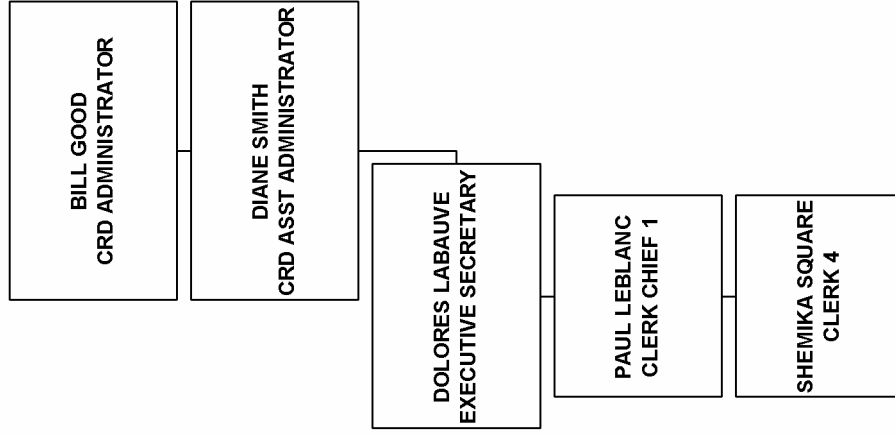 BILL GOOD
CRD ADMINISTRATOR
DIANE SMITH
CRD ASST ADMINISTRATOR
DOLORES LABAUVE
EXECUTIVE SECRETARY
PAUL LEBLANC
CLERK CHIEF 1
SHEMIKA SQUARE
CLERK 4